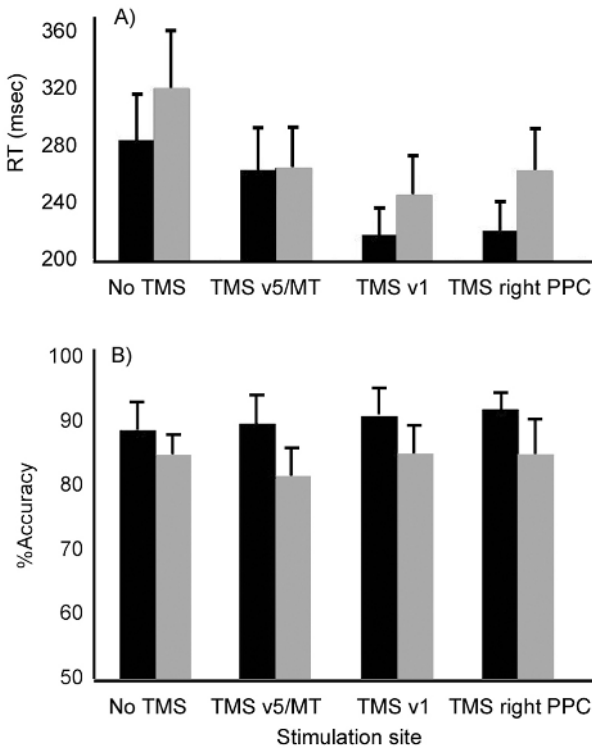 A)
RT (msec)
360
320
280
240
200
No TMS TMS v5/MT TMS v1 TMS right PPC
B)
%Accuracy
100
90
80
70
60
50
No TMS TMS v5/MT TMS v1 TMS right PPC
Stimulation site